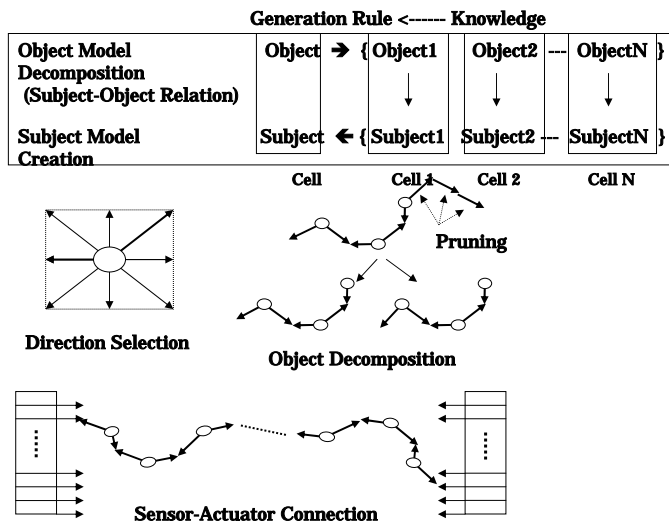 Generation Rule <------ Knowledge
Object Model Object ➔ { Object1 Object2 --- ObjectN }
Decomposition
(Subject-Object Relation)
Subject Model Subject 🡨 { Subject1 Subject2 --- SubjectN }
Creation
Cell Cell 1 Cell 2 Cell N
Pruning
Direction Selection
Object Decomposition
Sensor-Actuator Connection